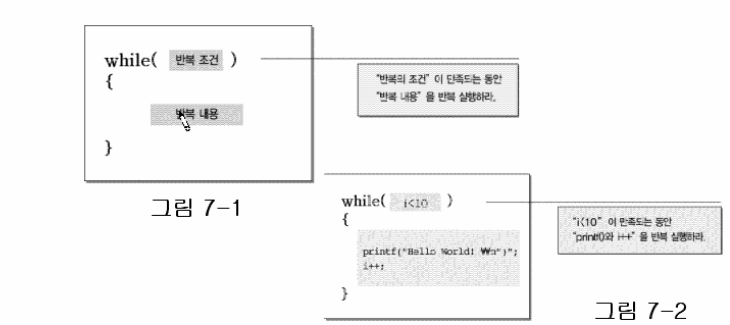 while( 반복 조건 )
{
반복 내용
}
"반복의 조건" 이 만족되는 동안
"반복 내용" 을 반복 실행하라.
그림 7-1
while( i<10 )
{
printf("Hello World! ₩n")";
i++;
}
"i<10" 이 만족되는 동안
"printf()와 i++" 을 반복 실행하라.
그림 7-2